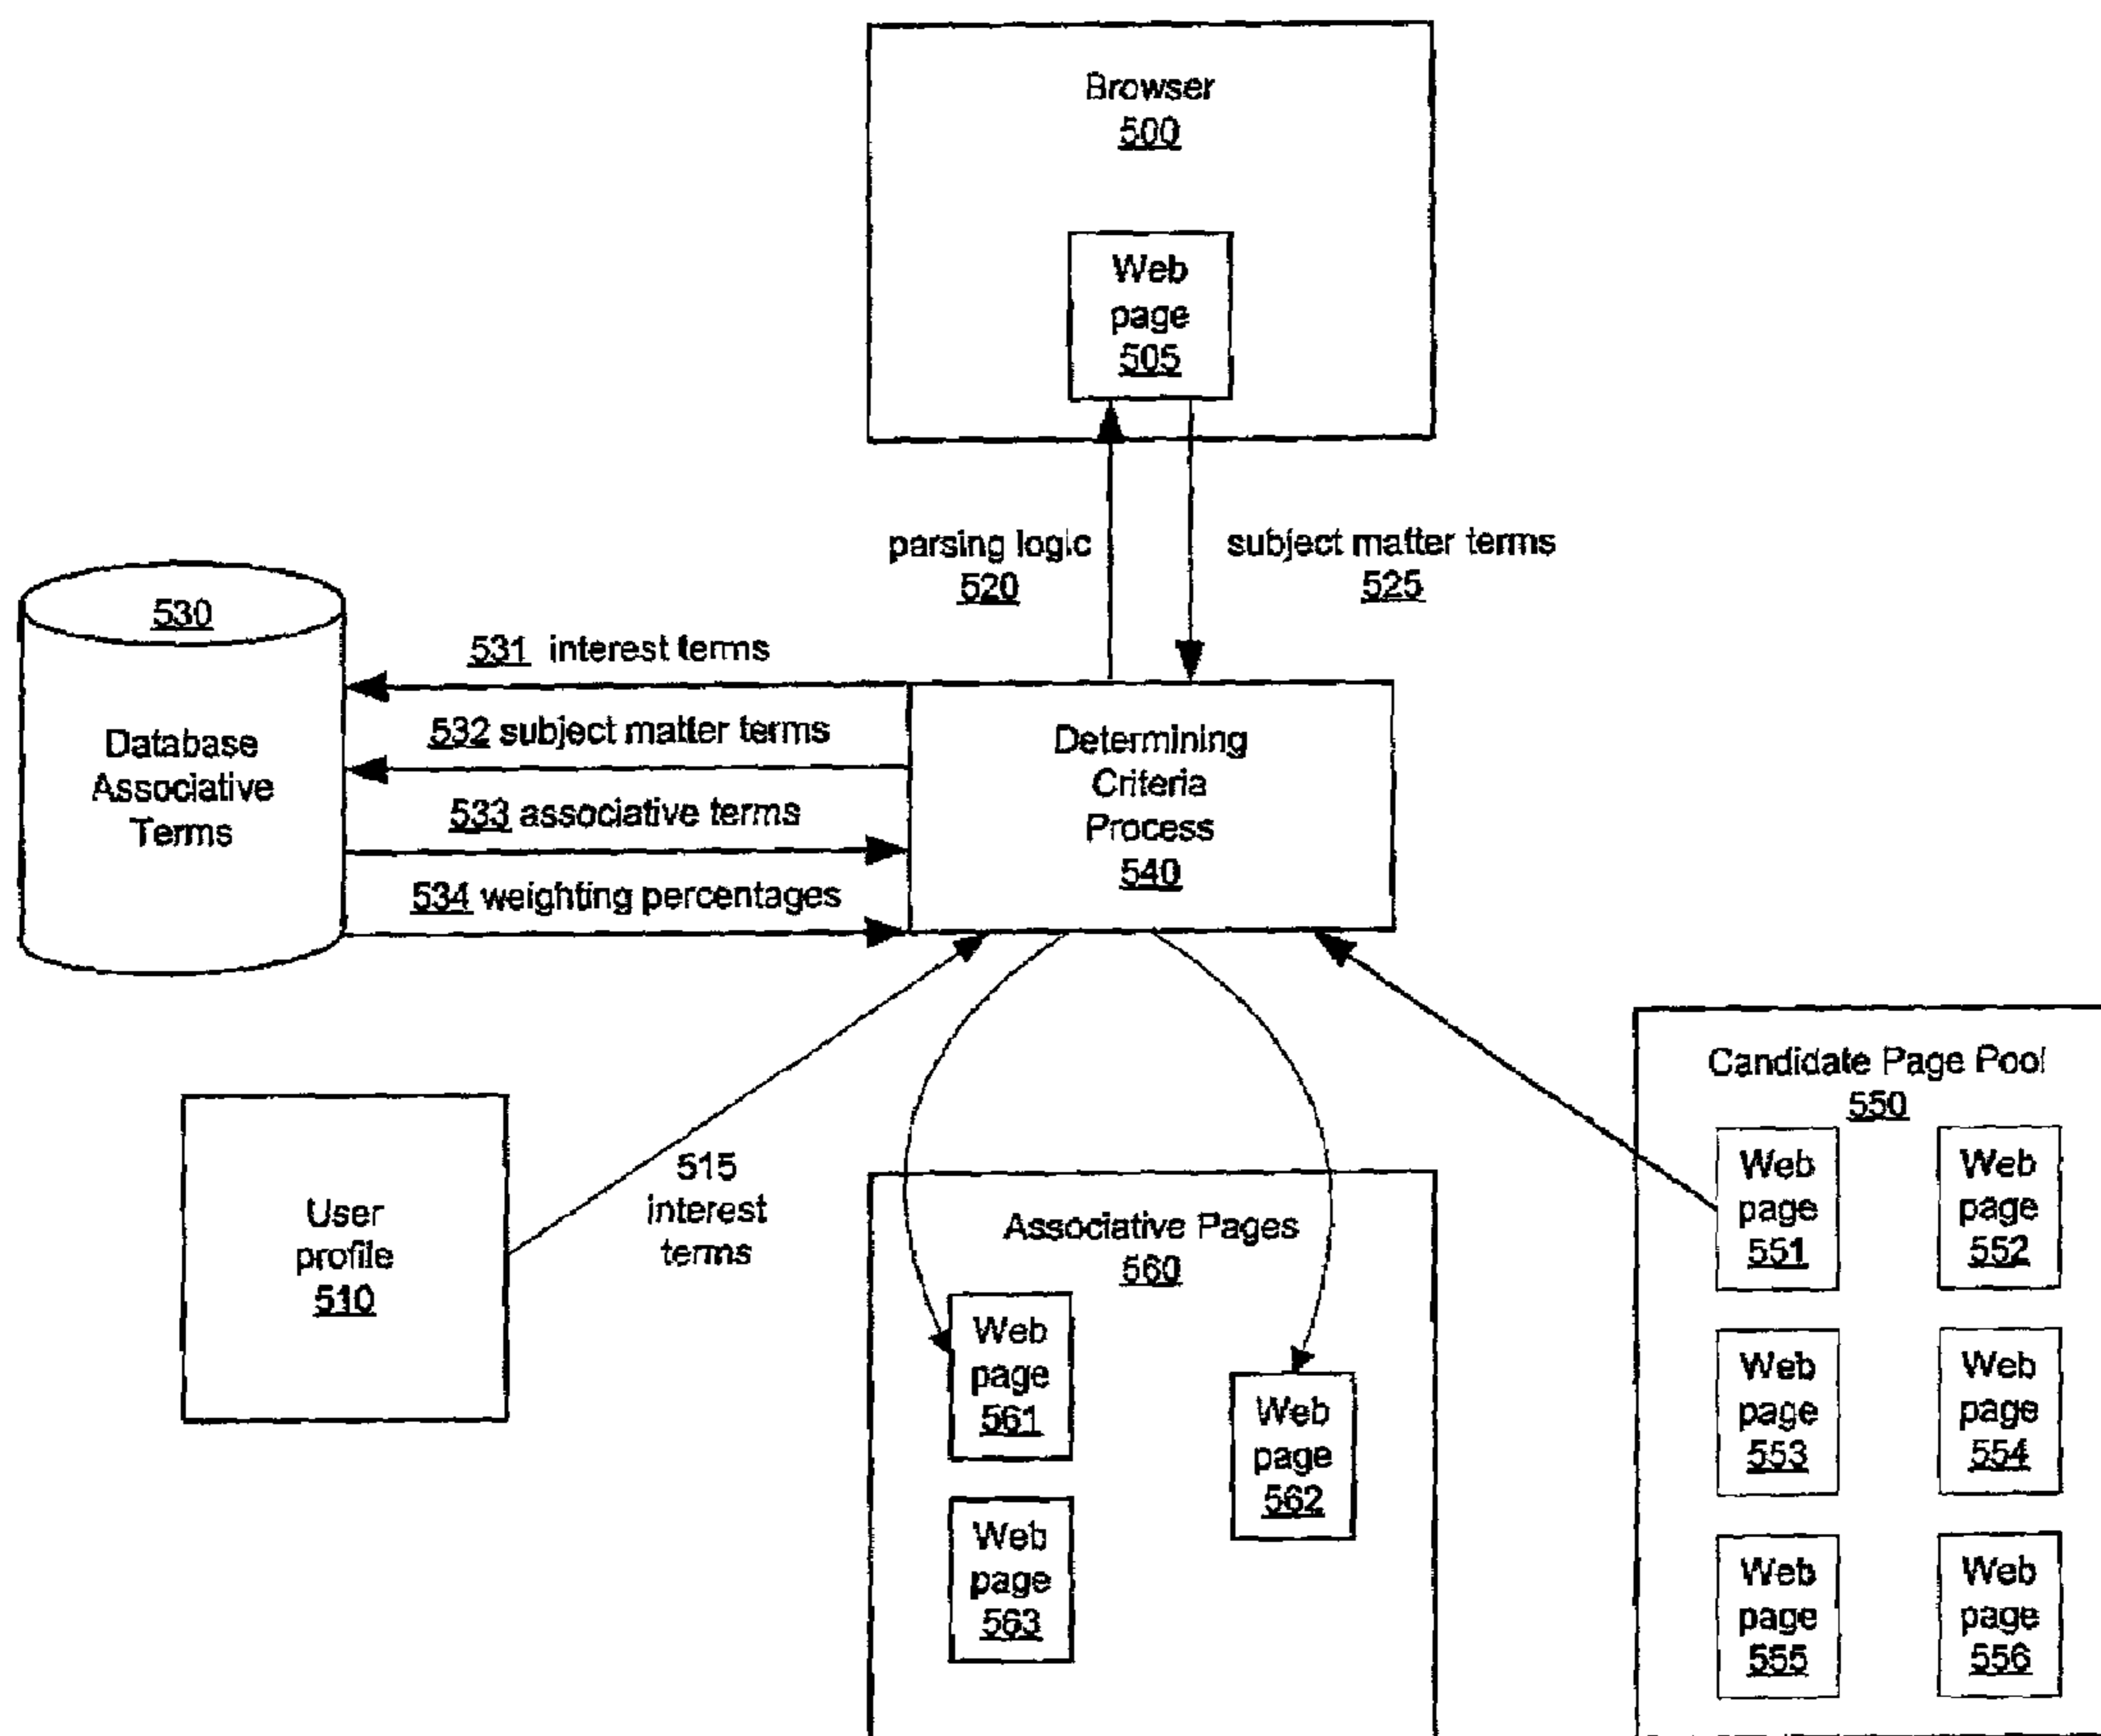 Browser
500
Web
page
505
parsing logic
520
subject matter terms
525
530
Database
Associative
Terms
531 interest terms
532 subject matter terms
533 associative terms
534 weighting percentages
Determining
Criteria
Process
540
User
profile
510
515
interest
terms
Associative Pages
560
Web
page
561
Web
page
562
Web
page
563
Candidate Page Pool
550
Web
page
551
Web
page
552
Web
page
553
Web
page
554
Web
page
555
Web
page
556